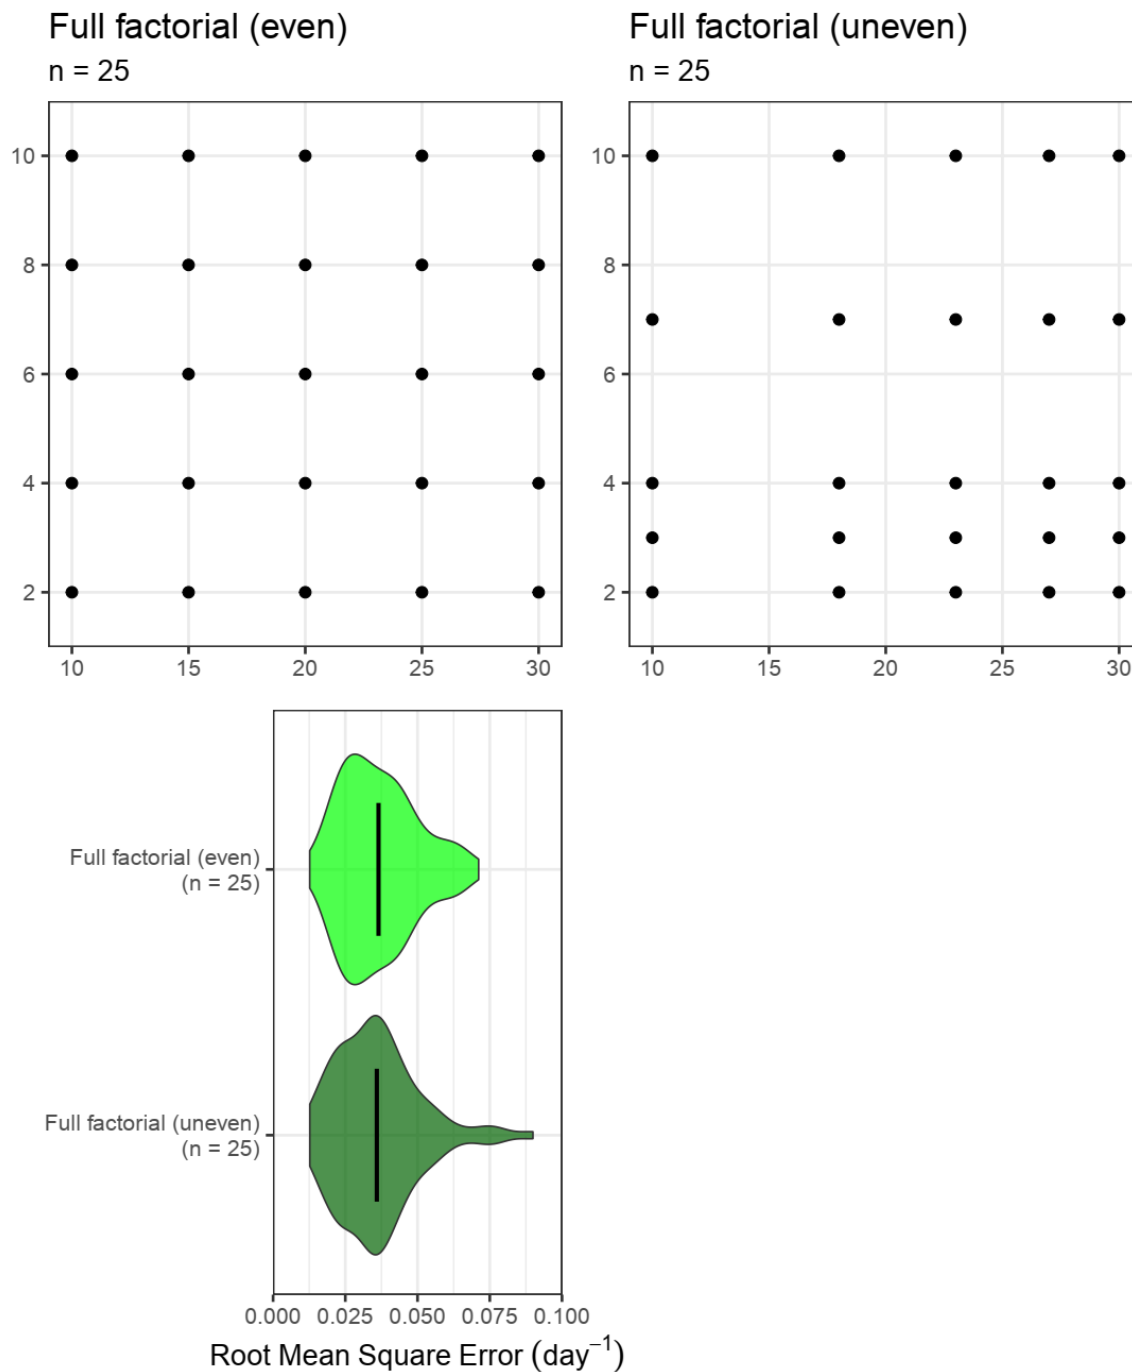 Full factorial (even)
n = 25
Full factorial (uneven)
n = 25
10
8
6
4
2
10 15 20 25 30
10
8
6
4
2
10 15 20 25 30
Full factorial (even)
(n = 25)
Full factorial (uneven)
(n = 25)
0.000 0.025 0.050 0.075 0.100
Root Mean Square Error (day⁻¹)